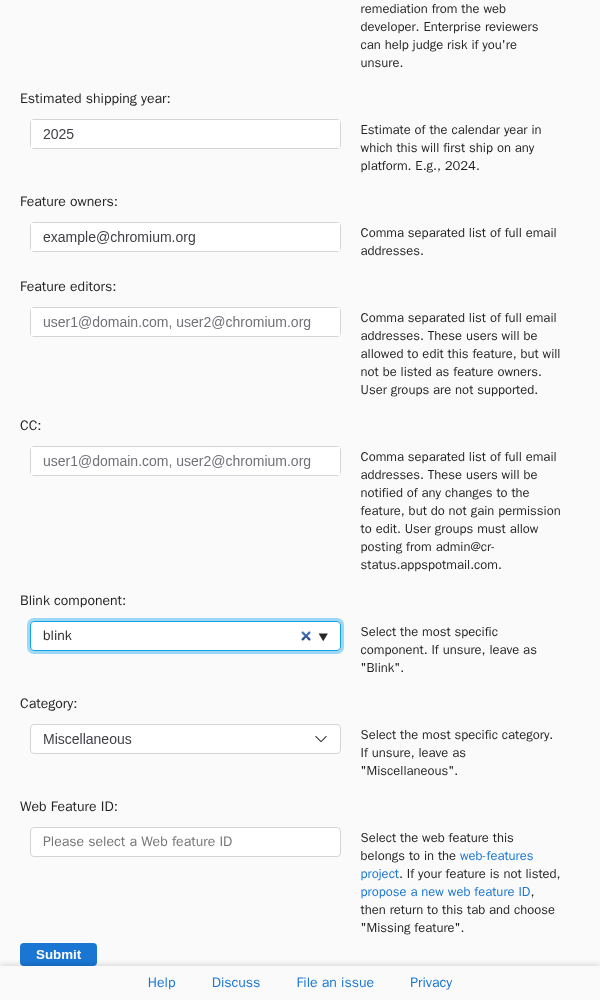 remediation from the web
developer. Enterprise reviewers
can help judge risk if you're
unsure.
Estimated shipping year:
2025
Estimate of the calendar year in
which this will first ship on any
platform. E.g., 2024.
Feature owners:
example@chromium.org
Comma separated list of full email
addresses.
Feature editors:
user1@domain.com, user2@chromium.org
Comma separated list of full email
addresses. These users will be
allowed to edit this feature, but will
not be listed as feature owners.
User groups are not supported.
CC:
user1@domain.com, user2@chromium.org
Comma separated list of full email
addresses. These users will be
notified of any changes to the
feature, but do not gain permission
to edit. User groups must allow
posting from admin@cr-
status.appspotmail.com.
Blink component:
blink
Select the most specific
component. If unsure, leave as
"Blink".
Category:
Miscellaneous
Select the most specific category.
If unsure, leave as
"Miscellaneous".
Web Feature ID:
Please select a Web feature ID
Select the web feature this
belongs to in the web-features
project. If your feature is not listed,
propose a new web feature ID,
then return to this tab and choose
"Missing feature".
Submit
Help Discuss File an issue Privacy